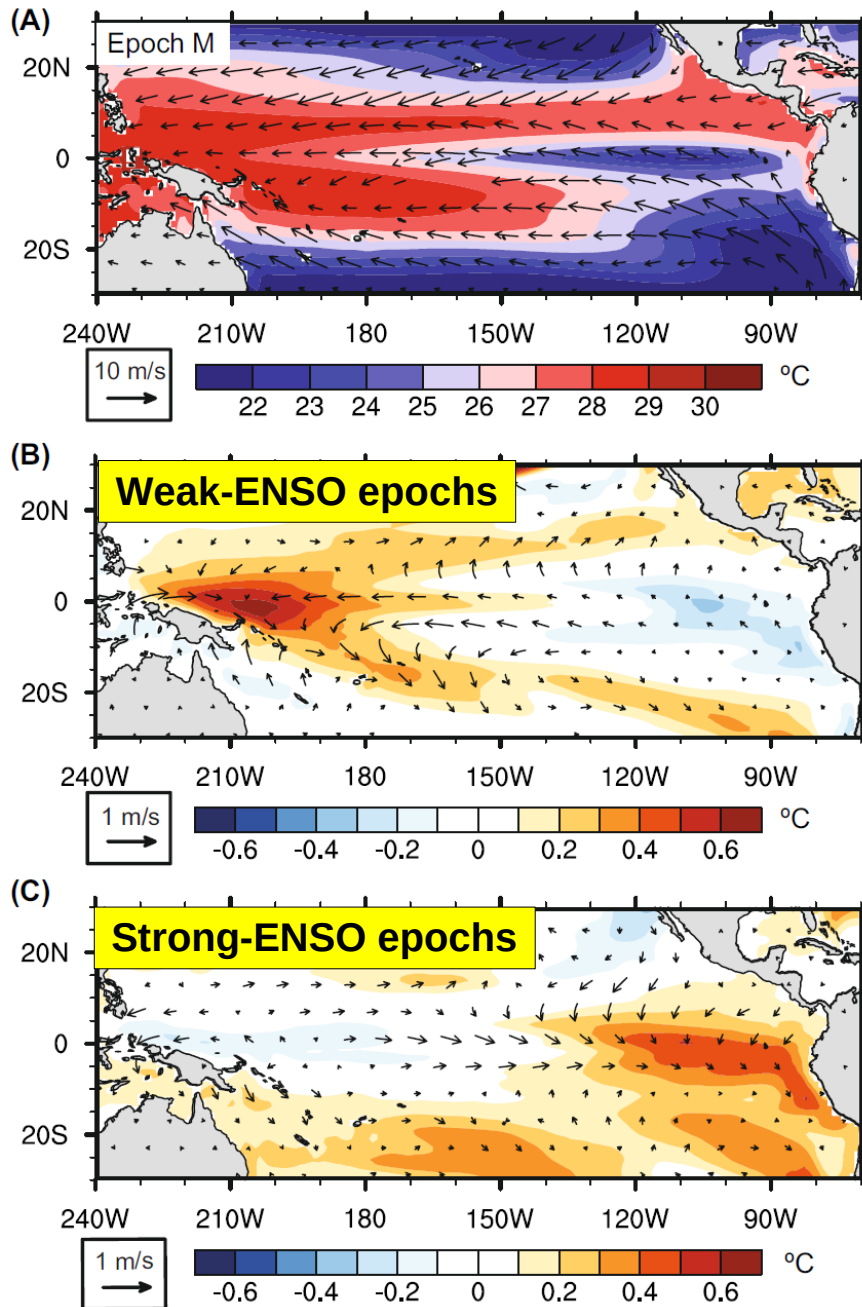 (A)
Epoch M
20N
0
20S
240W 210W 180 150W 120W 90W
10 m/s
ºC
22 23 24 25 26 27 28 29 30
(B)
Weak-ENSO epochs
20N
0
20S
240W 210W 180 150W 120W 90W
1 m/s
ºC
-0.6 -0.4 -0.2 0 0.2 0.4 0.6
(C)
Strong-ENSO epochs
20N
0
20S
240W 210W 180 150W 120W 90W
1 m/s
ºC
-0.6 -0.4 -0.2 0 0.2 0.4 0.6